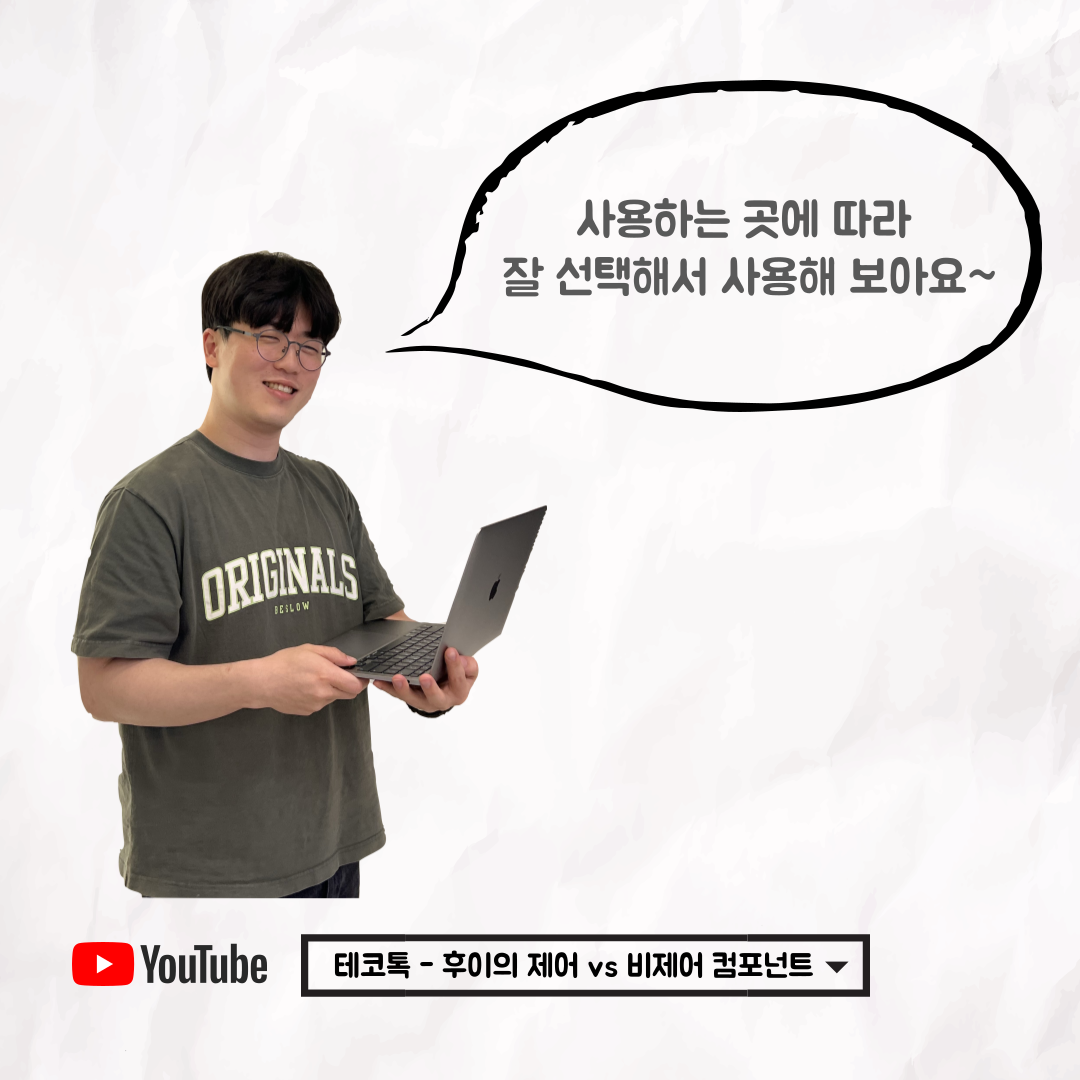 사용하는 곳에 따라
잘 선택해서 사용해 보아요~
ORIGINALS
BESLOW
YouTube
테코톡 - 후이의 제어 vs 비제어 컴포넌트